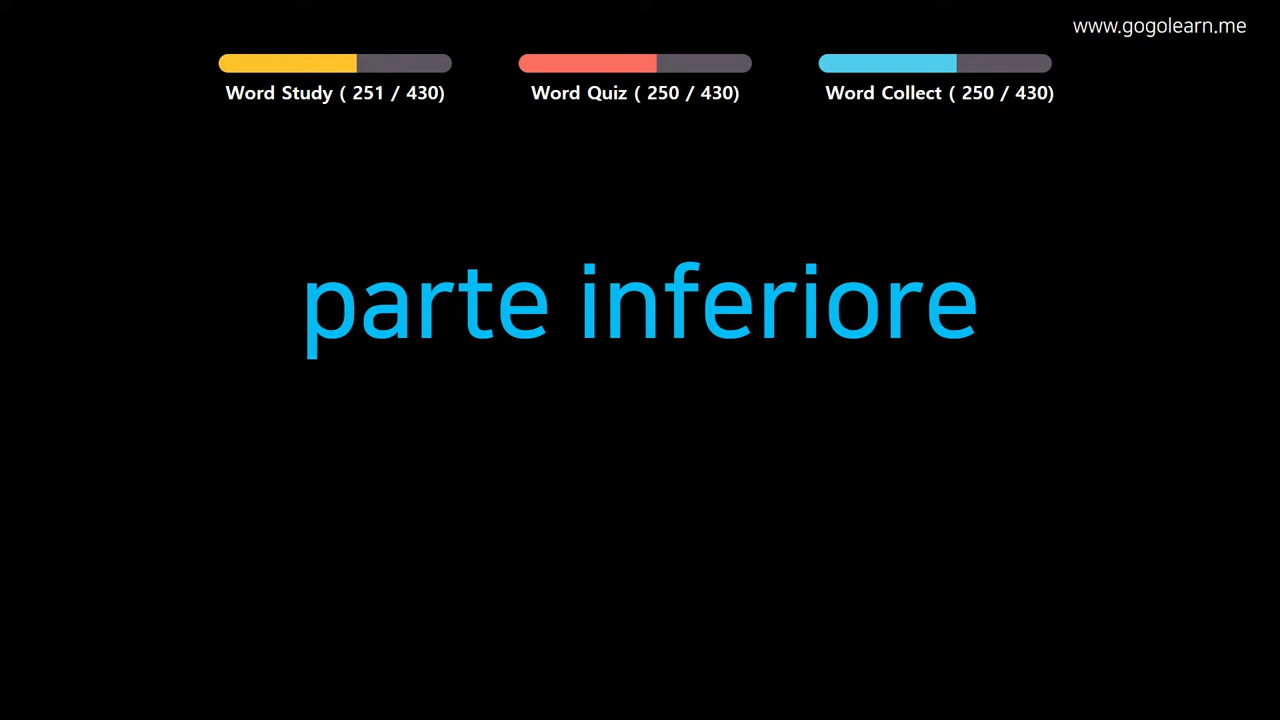 www.gogolearn.me
Word Study ( 251 / 430)
Word Quiz ( 250 / 430)
Word Collect ( 250 / 430)
parte inferiore